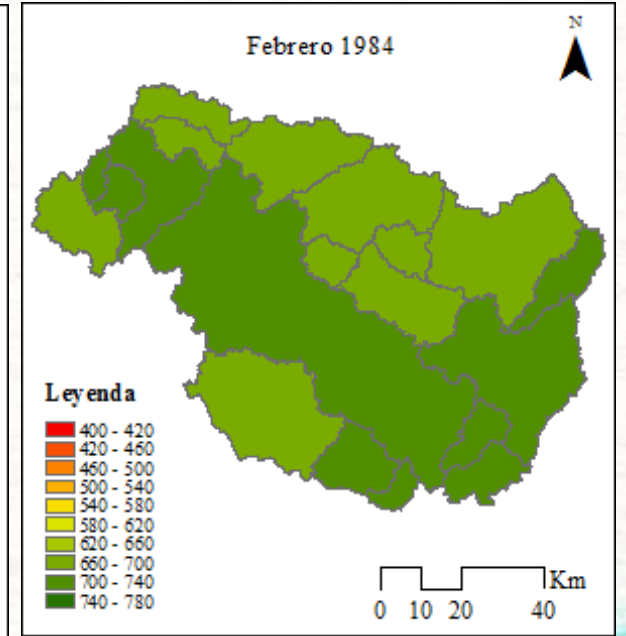 Febrero 1984
N
Leyenda
400 - 420
420 - 460
460 - 500
500 - 540
540 - 580
580 - 620
620 - 660
660 - 700
700 - 740
740 - 780
Km
0 10 20 40